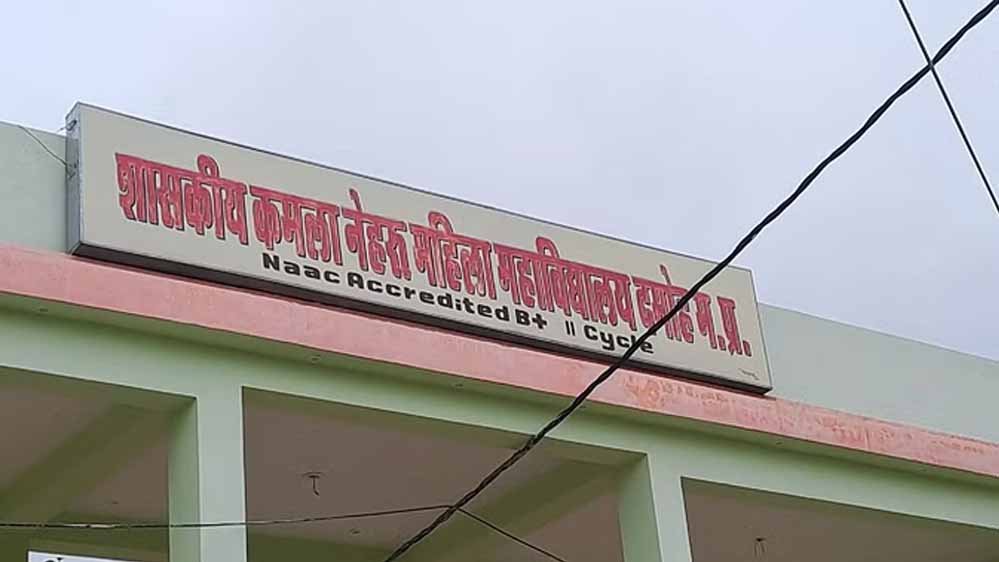 शासकीय कमला नेहरू महिला महाविद्यालय दमोह म.प्र.
Naac Accredited B+ II Cycle